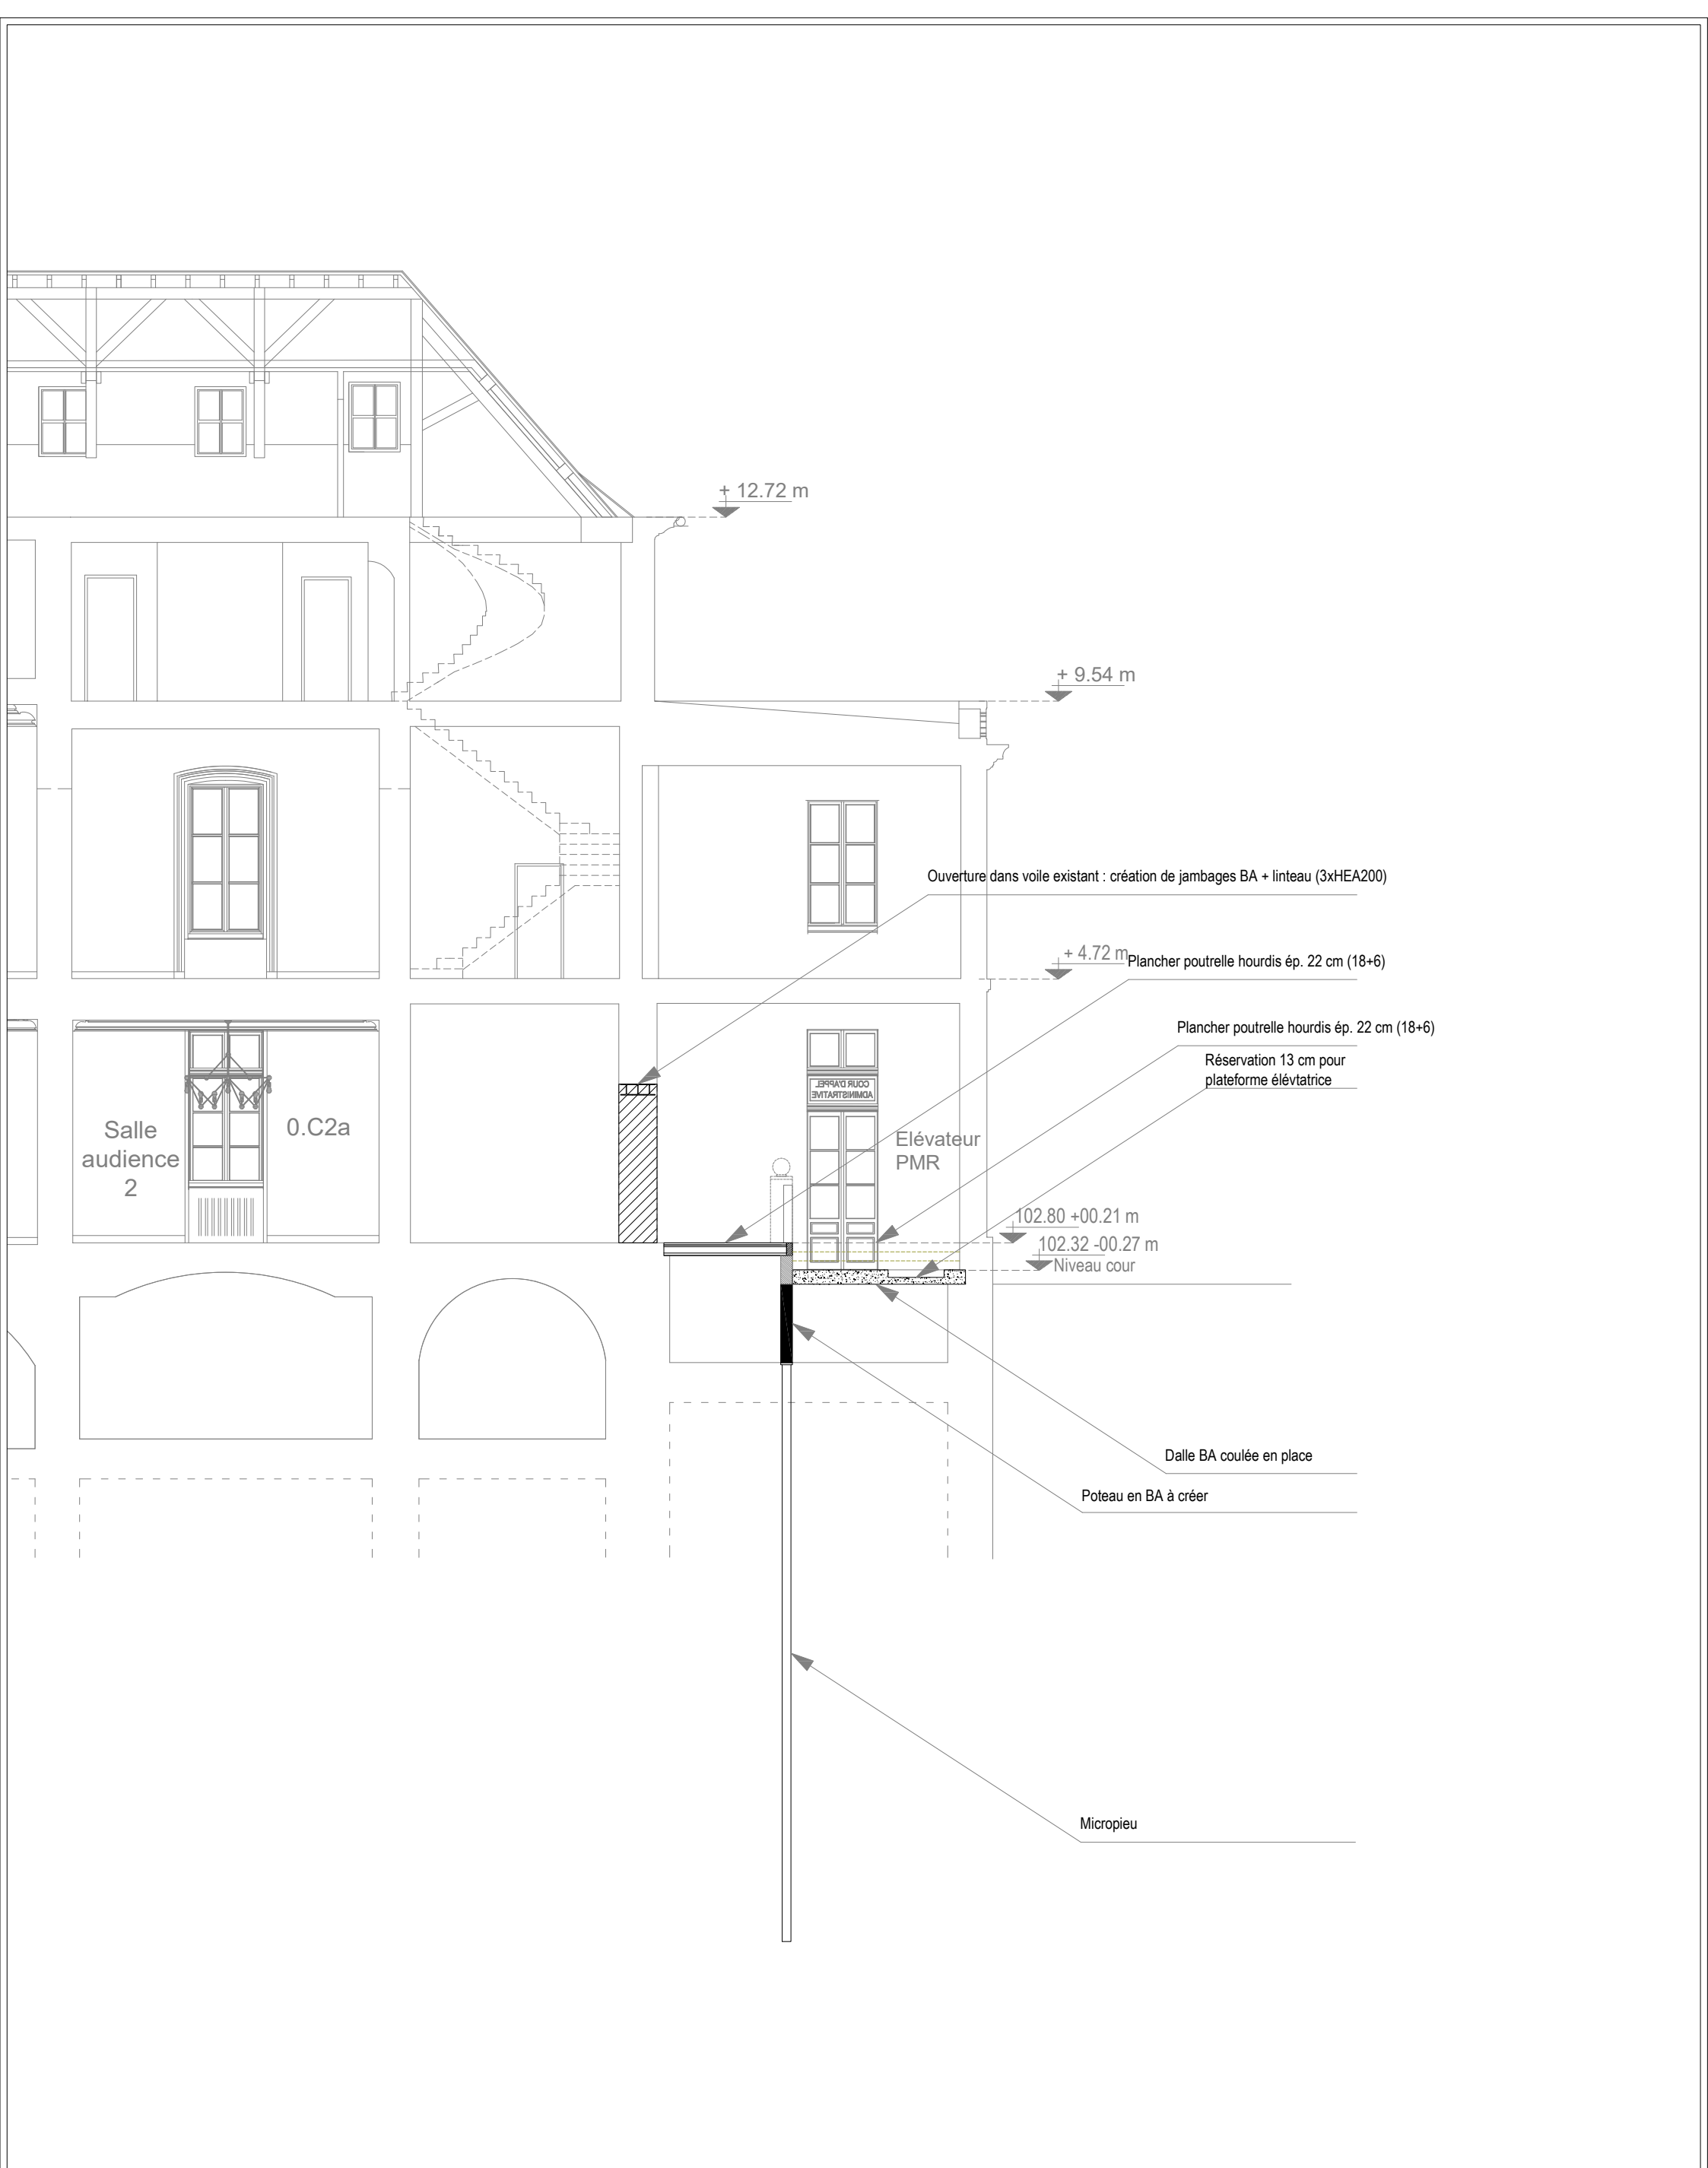 + 12.72 m
+ 9.54 m
Ouverture dans voile existant : création de jambages BA + linteau (3xHEA200)
+ 4.72 m
Plancher poutrelle hourdis ép. 22 cm (18+6)
Plancher poutrelle hourdis ép. 22 cm (18+6)
Réservation 13 cm pour
plateforme élévtatrice
COUR D'APPEL
ADMINISTRATIVE
Salle
audience
2
0.C2a
Elévateur
PMR
102.80 +00.21 m
102.32 -00.27 m
Niveau cour
Dalle BA coulée en place
Poteau en BA à créer
Micropieu